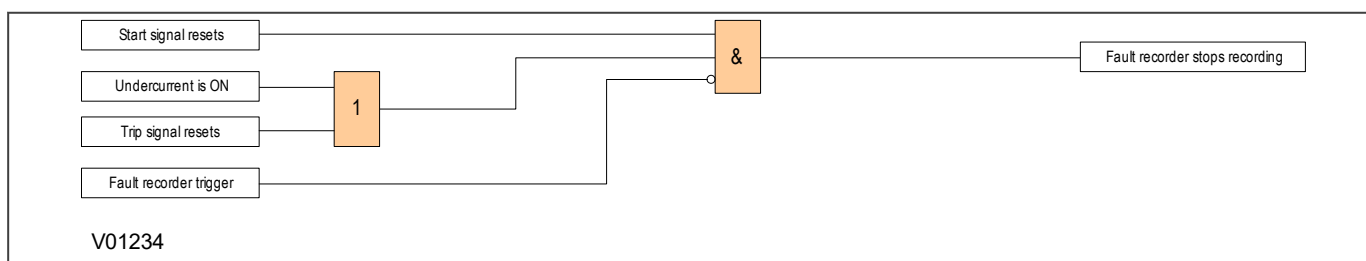 Start signal resets
&
Fault recorder stops recording
Undercurrent is ON
1
Trip signal resets
Fault recorder trigger
V01234